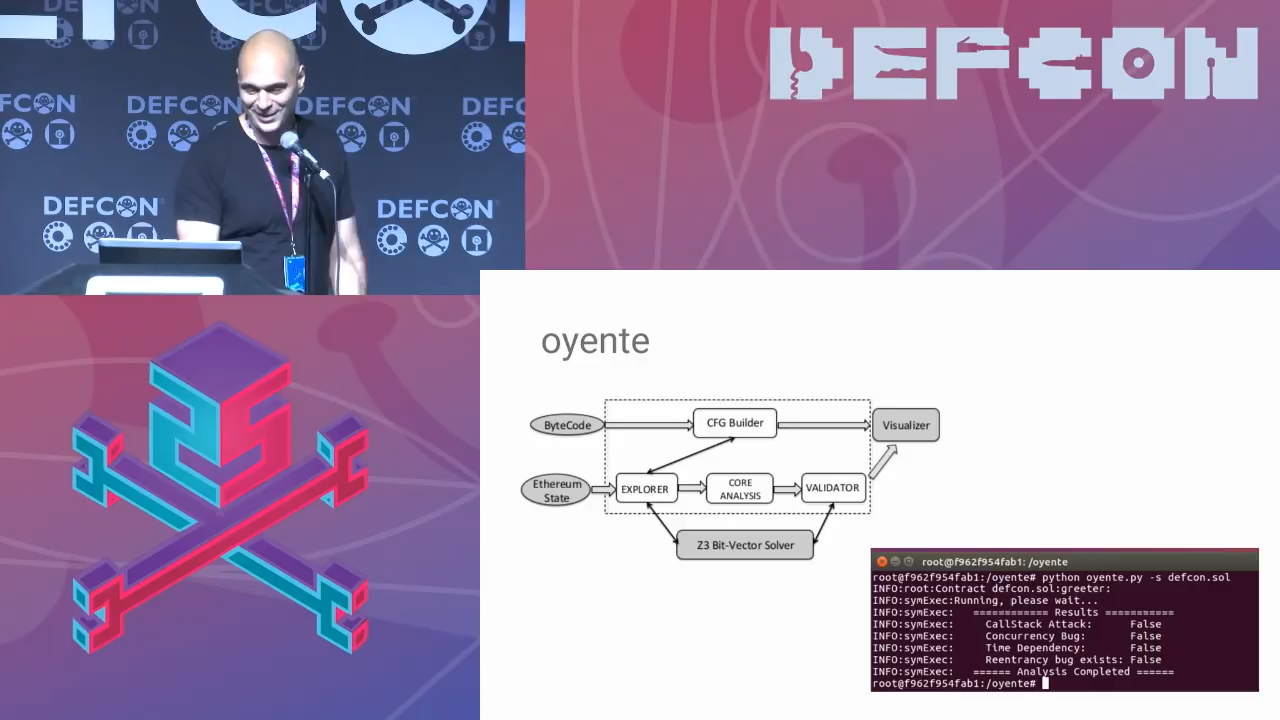 DEFCON
FCON
DEFCON
DEFCON
DEF
DEFCON
DEFCON
oyente
ByteCode
CFG Builder
Visualizer
Ethereum
State
EXPLORER
CORE
ANALYSIS
VALIDATOR
Z3 Bit-Vector Solver
root@f962f954fab1: /oyente
root@f962f954fab1:/oyente# python oyente.py -s defcon.sol
INFO:root:Contract defcon.sol:greeter:
INFO:symExec:Running, please wait...
INFO:symExec:   ============ Results ===========
INFO:symExec:     CallStack Attack:      False
INFO:symExec:     Concurrency Bug:       False
INFO:symExec:     Time Dependency:       False
INFO:symExec:     Reentrancy bug exists: False
INFO:symExec:   ====== Analysis Completed ======
root@f962f954fab1:/oyente#